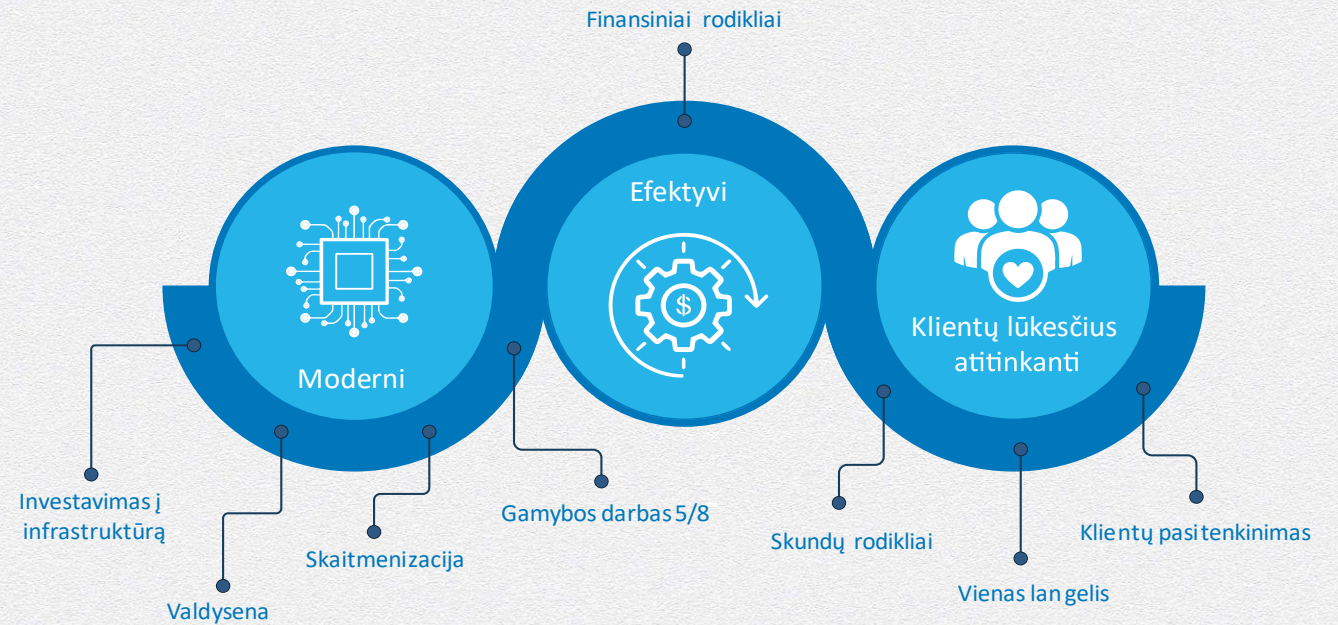 Finansiniai rodikliai
Efektyvi
$
Moderni
Klientų lūkesčius
atitinkanti
Investavimas į
infrastruktūrą
Valdysena
Skaitmenizacija
Gamybos darbas 5/8
Skundų rodikliai
Vienas langelis
Klientų pasitenkinimas